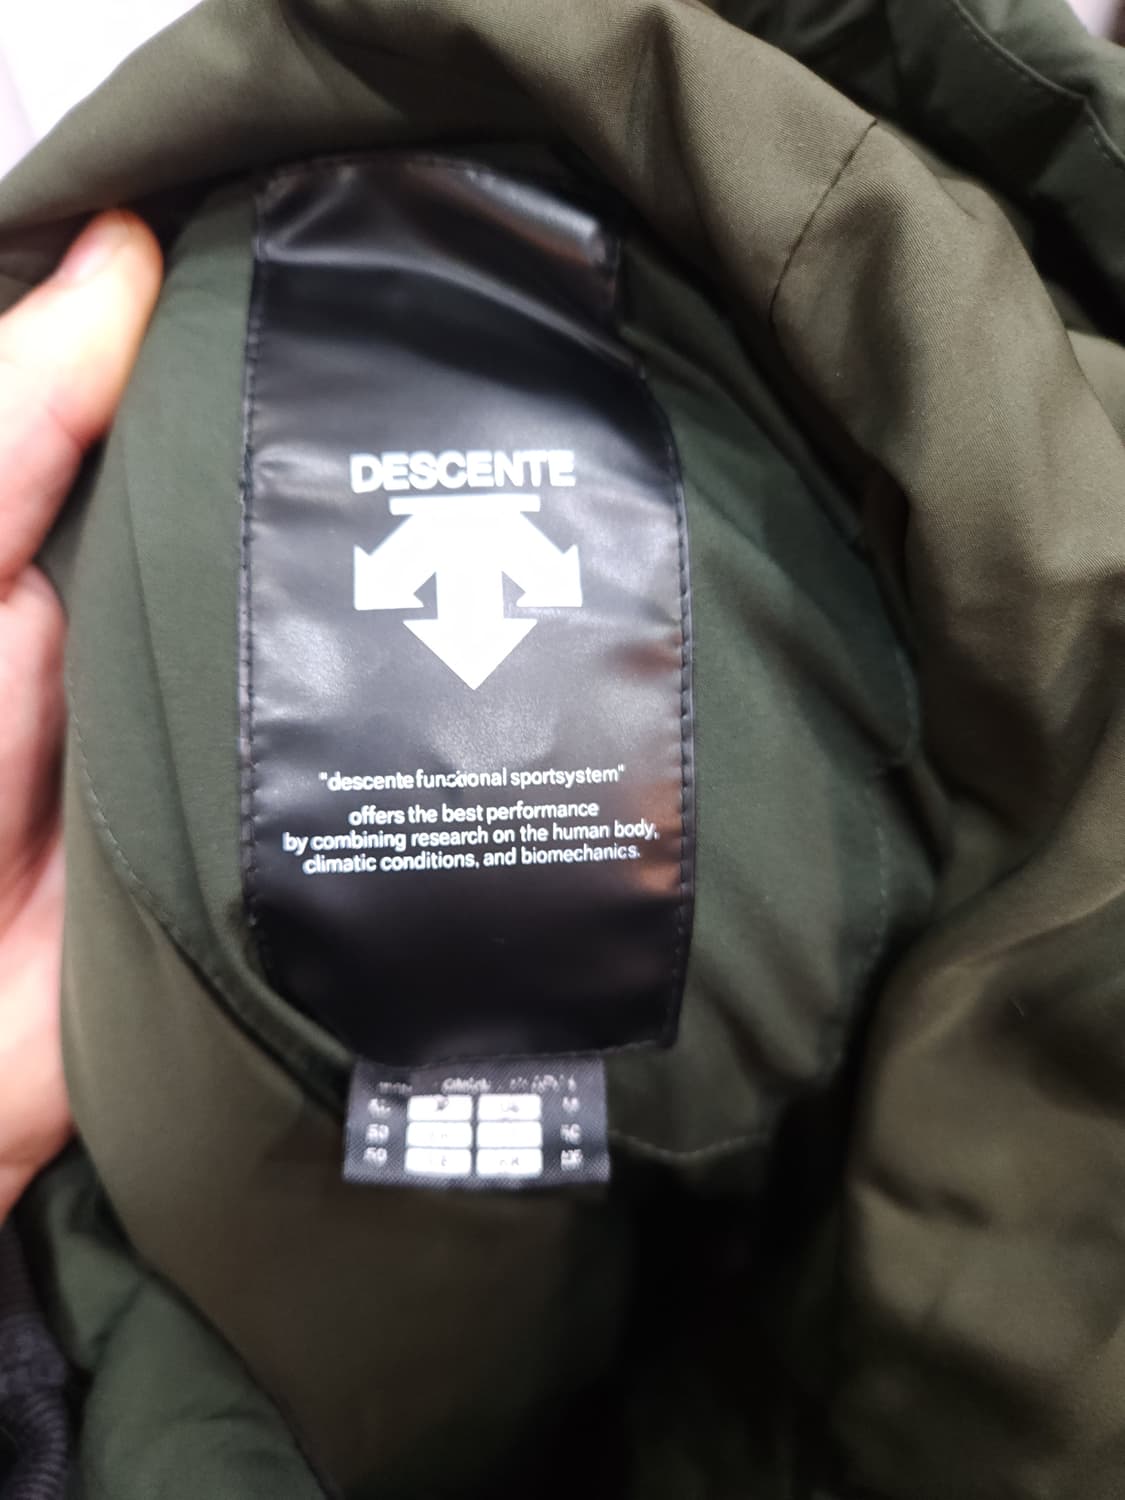 DESCENTE
"descente functional sportsystem"
offers the best performance
by combining research on the human body,
climatic conditions, and biomechanics.